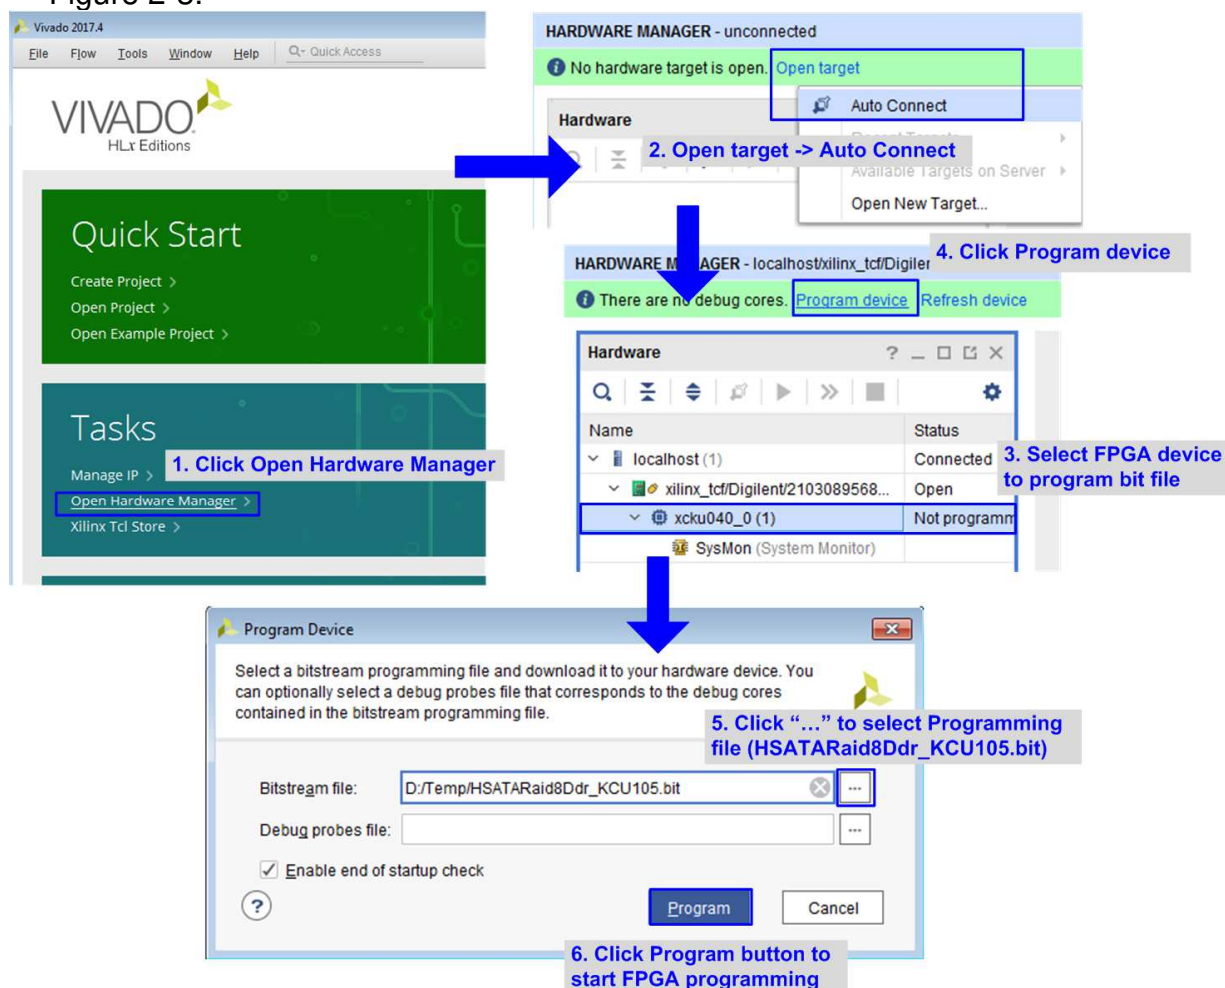 Vivado 2017.4
File Flow Tools Window Help Q- Quick Access
VIVADO.
HLx Editions
Quick Start
Create Project >
Open Project >
Open Example Project >
Tasks
1. Click Open Hardware Manager
Manage IP >
Open Hardware Manager >
Xilinx Tcl Store >
HARDWARE MANAGER - unconnected
No hardware target is open. Open target
Auto Connect
Hardware
2. Open target -> Auto Connect
Available Targets on Server
Open New Target...
4. Click Program device
HARDWARE MANAGER - localhost/xilinx_tcf/Digiler
There are no debug cores. Program device Refresh device
Hardware
Name Status
localhost (1) Connected
3. Select FPGA device
to program bit file
xilinx_tcf/Digilent/2103089568... Open
xcku040_0 (1) Not programm
SysMon (System Monitor)
Program Device
Select a bitstream programming file and download it to your hardware device. You
can optionally select a debug probes file that corresponds to the debug cores
contained in the bitstream programming file.
5. Click “...” to select Programming
file (HSATARaid8Ddr_KCU105.bit)
Bitstream file: D:/Temp/HSATARaid8Ddr_KCU105.bit ...
Debug probes file: ...
Enable end of startup check
? Program Cancel
6. Click Program button to
start FPGA programming